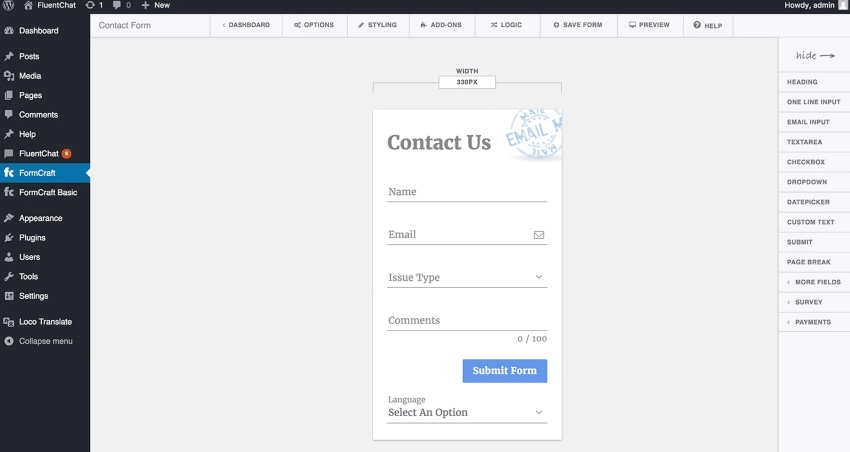 FluentChat
1
0
New
Howdy, admin
Dashboard
Posts
Media
Pages
Comments
Help
FluentChat 6
FormCraft
FormCraft Basic
Appearance
Plugins
Users
Tools
Settings
Loco Translate
Collapse menu
Contact Form
DASHBOARD
OPTIONS
STYLING
ADD-ONS
LOGIC
SAVE FORM
PREVIEW
HELP
WIDTH
330PX
Contact Us
MAIL
EMAIL M
MAIL
Name
Email
Issue Type
Comments
0 / 100
Submit Form
Language
Select An Option
hide
HEADING
ONE LINE INPUT
EMAIL INPUT
TEXTAREA
CHECKBOX
DROPDOWN
DATEPICKER
CUSTOM TEXT
SUBMIT
PAGE BREAK
MORE FIELDS
SURVEY
PAYMENTS